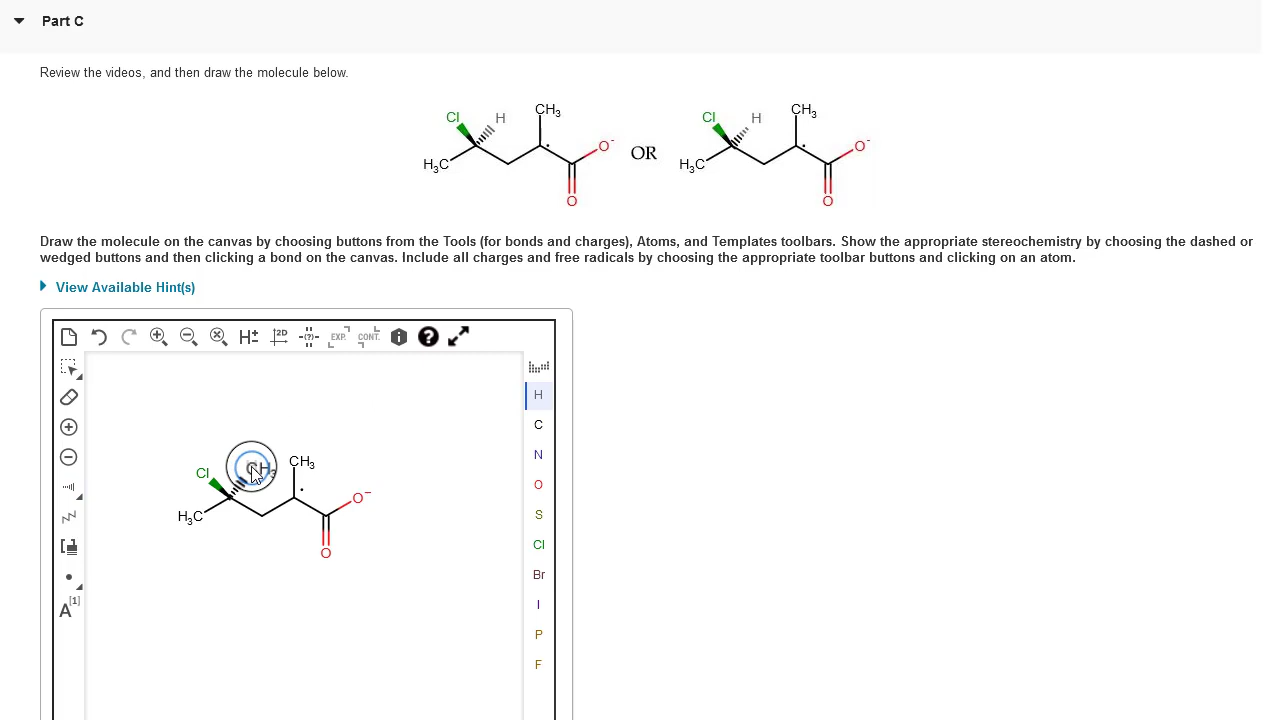 Part C
Review the videos, and then draw the molecule below.
Cl H CH3 O- H3C O
OR
Cl H CH3 O- H3C O
Draw the molecule on the canvas by choosing buttons from the Tools (for bonds and charges), Atoms, and Templates toolbars. Show the appropriate stereochemistry by choosing the dashed or
wedged buttons and then clicking a bond on the canvas. Include all charges and free radicals by choosing the appropriate toolbar buttons and clicking on an atom.
View Available Hint(s)
H± 2D (?) EXP. CONT. i ?
H
C
N
O
S
Cl
Br
I
P
F
A[1]
Cl CH3 CH3 O− H3C O